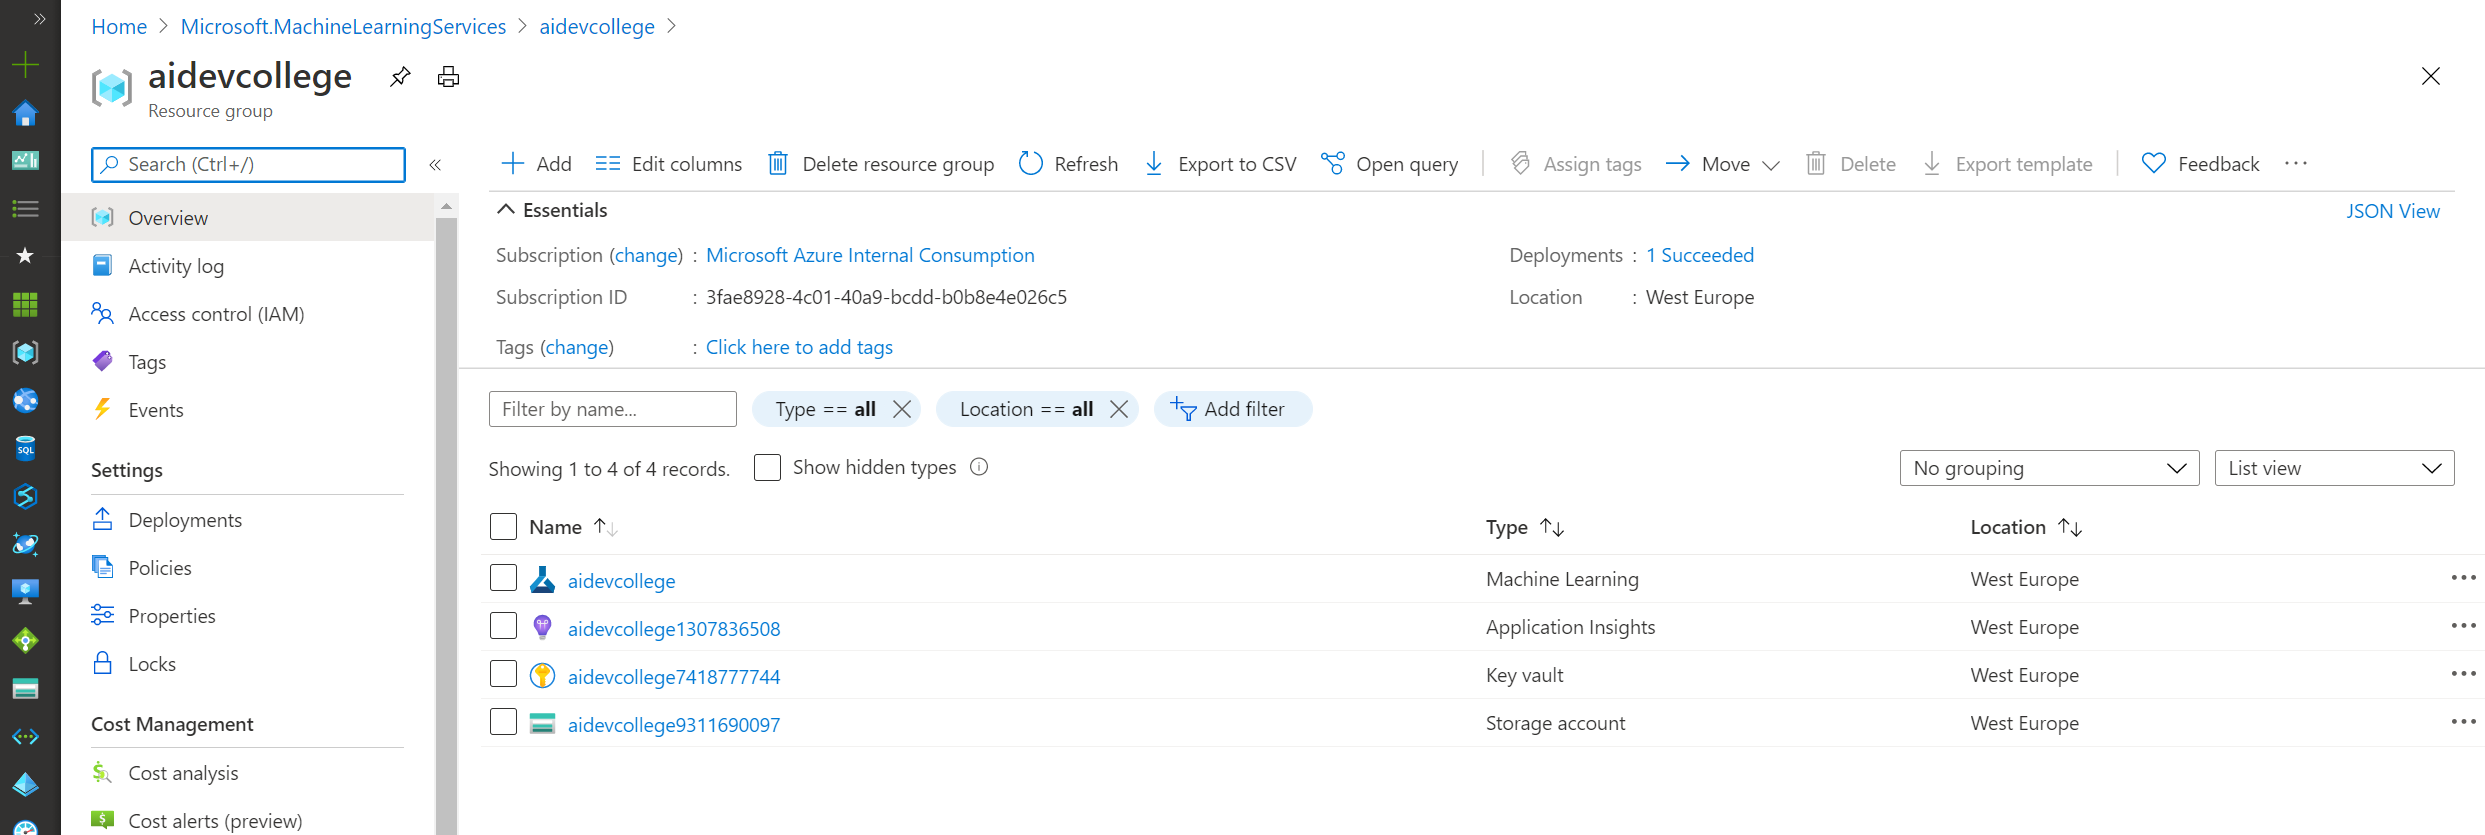 Home > Microsoft.MachineLearningServices > aidevcollege >
aidevcollege
Resource group
Search (Ctrl+/)
«
Add
Edit columns
Delete resource group
Refresh
Export to CSV
Open query
Assign tags
Move
Delete
Export template
Feedback
Overview
Activity log
Access control (IAM)
Tags
Events
Settings
Deployments
Policies
Properties
Locks
Cost Management
Cost analysis
Cost alerts (preview)
Essentials
JSON View
Subscription (change) : Microsoft Azure Internal Consumption
Deployments : 1 Succeeded
Subscription ID : 3fae8928-4c01-40a9-bcdd-b0b8e4e026c5
Location : West Europe
Tags (change) : Click here to add tags
Filter by name...
Type == all
Location == all
Add filter
Showing 1 to 4 of 4 records.
Show hidden types
No grouping
List view
Name Type Location
aidevcollege Machine Learning West Europe
aidevcollege1307836508 Application Insights West Europe
aidevcollege7418777744 Key vault West Europe
aidevcollege9311690097 Storage account West Europe
SQL